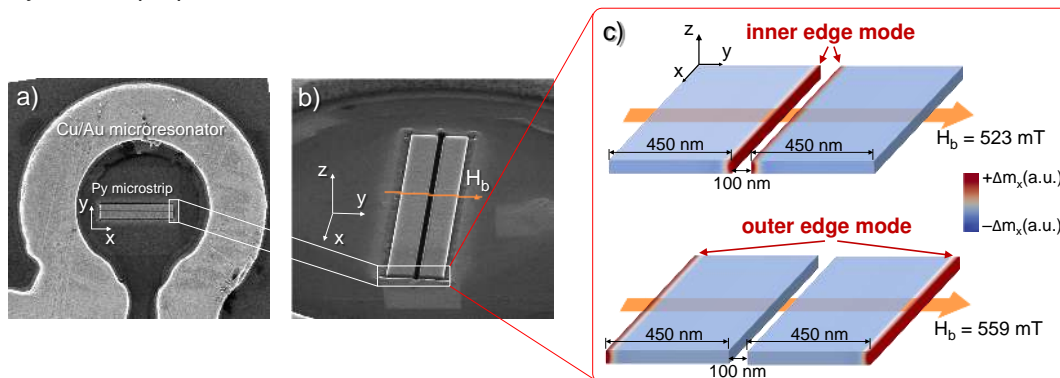 a)
Cu/Au microresonator
Py microstrip
y
x
b)
z
y
x
H_b
c)
z
y
x
inner edge mode
450 nm
450 nm
100 nm
H_b = 523 mT
+Δm_x(a.u.)
−Δm_x(a.u.)
outer edge mode
450 nm
450 nm
100 nm
H_b = 559 mT